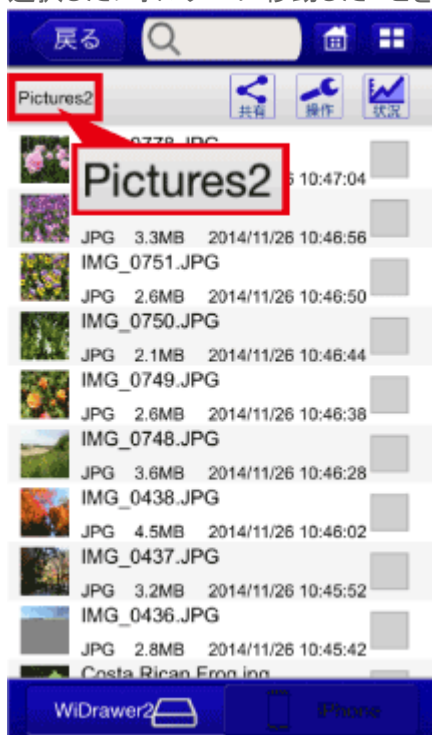 戻る
Pictures2
共有
操作
状況
Pictures2
10:47:04
JPG 3.3MB 2014/11/26 10:46:56
IMG_0751.JPG
JPG 2.6MB 2014/11/26 10:46:50
IMG_0750.JPG
JPG 2.1MB 2014/11/26 10:46:44
IMG_0749.JPG
JPG 2.6MB 2014/11/26 10:46:38
IMG_0748.JPG
JPG 3.6MB 2014/11/26 10:46:28
IMG_0438.JPG
JPG 4.5MB 2014/11/26 10:46:02
IMG_0437.JPG
JPG 3.2MB 2014/11/26 10:45:52
IMG_0436.JPG
JPG 2.8MB 2014/11/26 10:45:42
Costa Rican Frog.jpg
WiDrawer2
iPhone